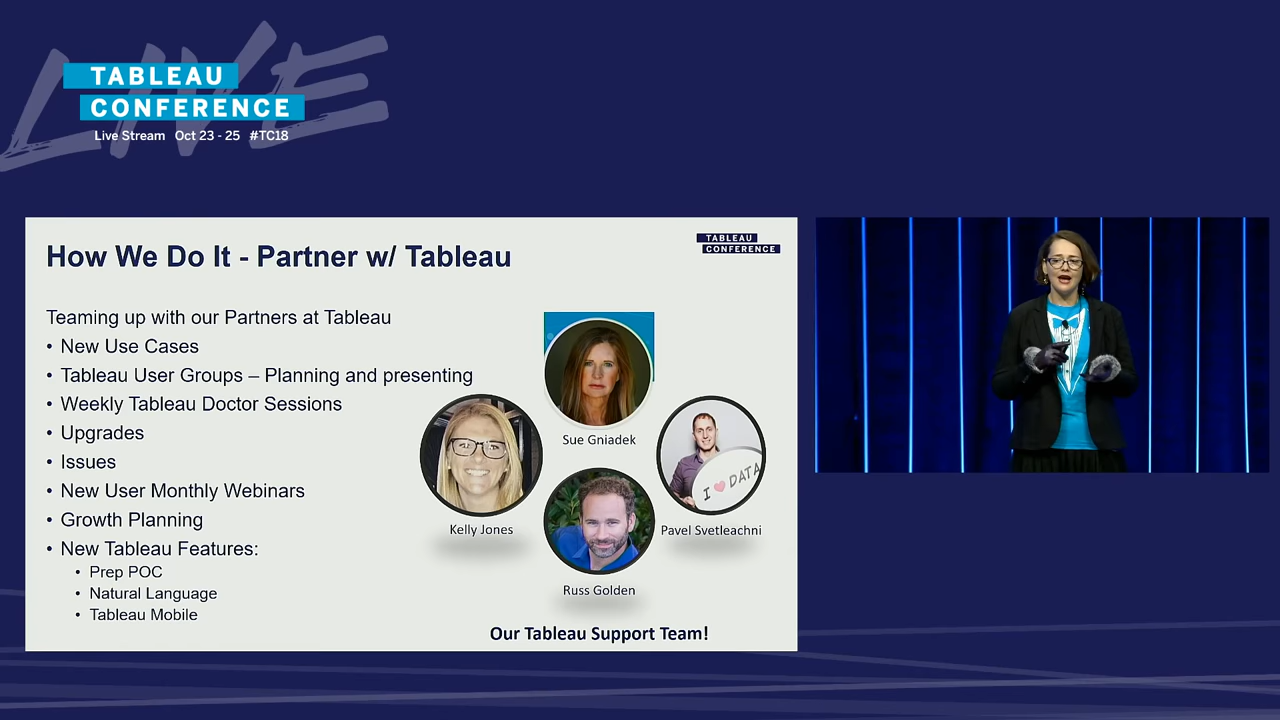 LIVE
TABLEAU
CONFERENCE
Live Stream Oct 23 - 25 #TC18
How We Do It - Partner w/ Tableau
TABLEAU
CONFERENCE
Teaming up with our Partners at Tableau
• New Use Cases
• Tableau User Groups – Planning and presenting
• Weekly Tableau Doctor Sessions
• Upgrades
• Issues
• New User Monthly Webinars
• Growth Planning
• New Tableau Features:
• Prep POC
• Natural Language
• Tableau Mobile
Sue Gniadek
Kelly Jones
I ❤ DATA
Pavel Svetleachni
Russ Golden
Our Tableau Support Team!